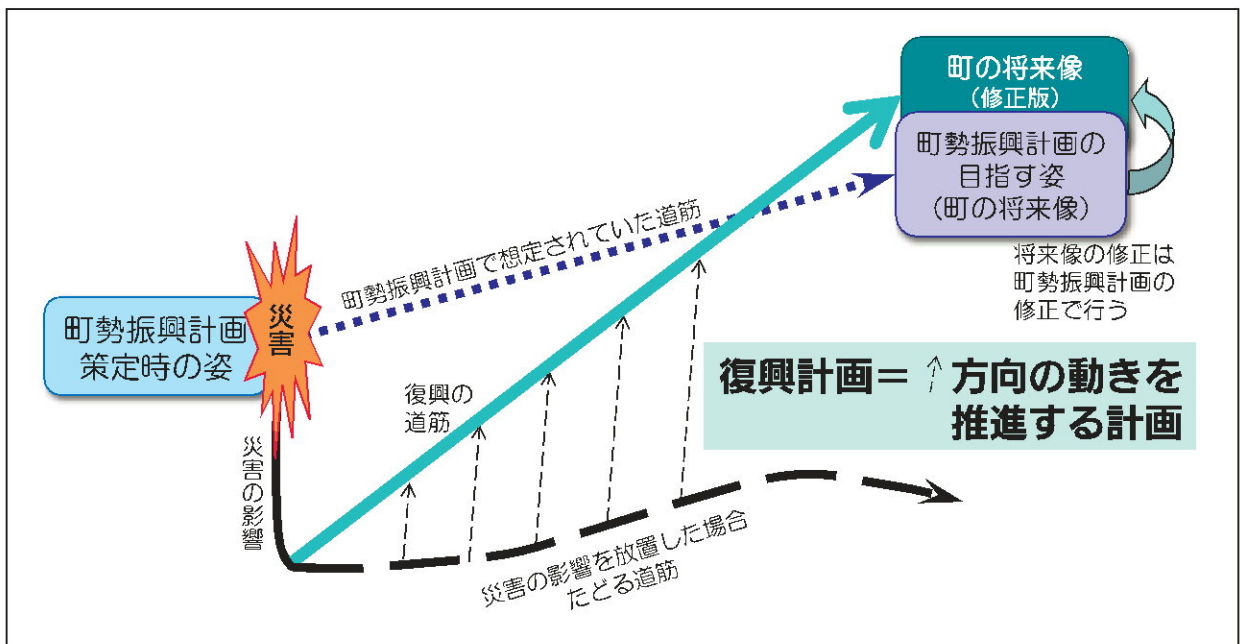 町の将来像
（修正版）
町勢振興計画の
目指す姿
（町の将来像）
将来像の修正は
町勢振興計画の
修正で行う
町勢振興計画で想定されていた道筋
災害
町勢振興計画
策定時の姿
復興の
道筋
復興計画＝↑方向の動きを
推進する計画
災害の影響
災害の影響を放置した場合
たどる道筋